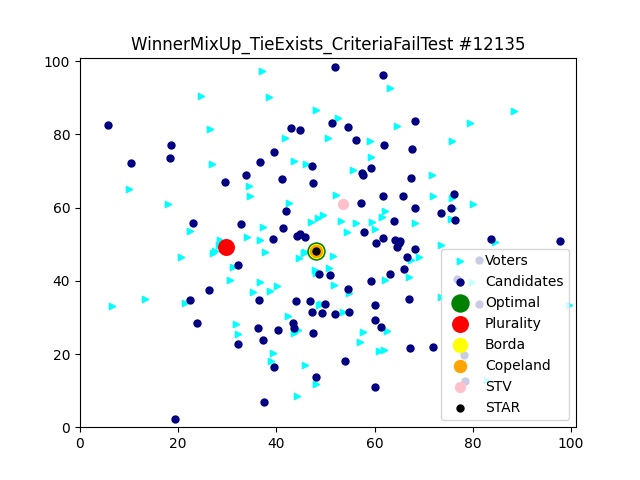 WinnerMixUp_TieExists_CriteriaFailTest #12135
100
80
60
40
20
0
0
20
40
60
80
100
Voters
Candidates
Optimal
Plurality
Borda
Copeland
STV
STAR